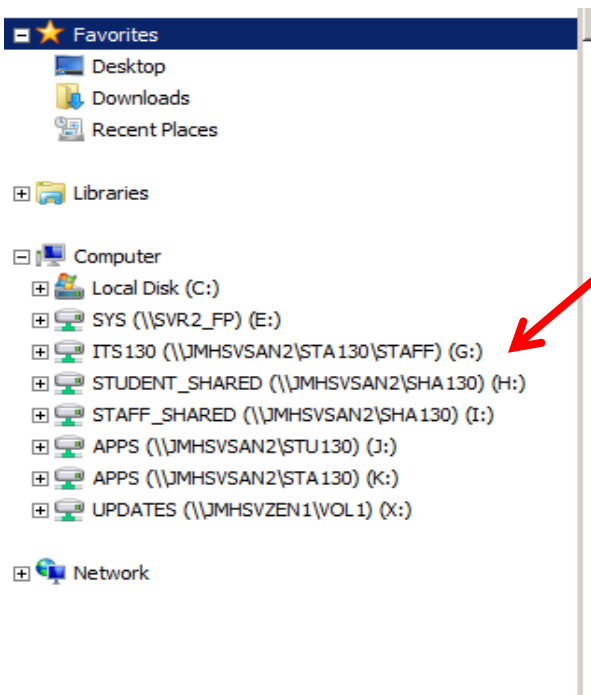 Favorites
Desktop
Downloads
Recent Places
Libraries
Computer
Local Disk (C:)
SYS (\\SVR2_FP) (E:)
ITS130 (\\JMHSVSAN2\STA130\STAFF) (G:)
STUDENT_SHARED (\\JMHSVSAN2\SHA130) (H:)
STAFF_SHARED (\\JMHSVSAN2\SHA130) (I:)
APPS (\\JMHSVSAN2\STU130) (J:)
APPS (\\JMHSVSAN2\STA130) (K:)
UPDATES (\\JMHSVZEN1\VOL1) (X:)
Network